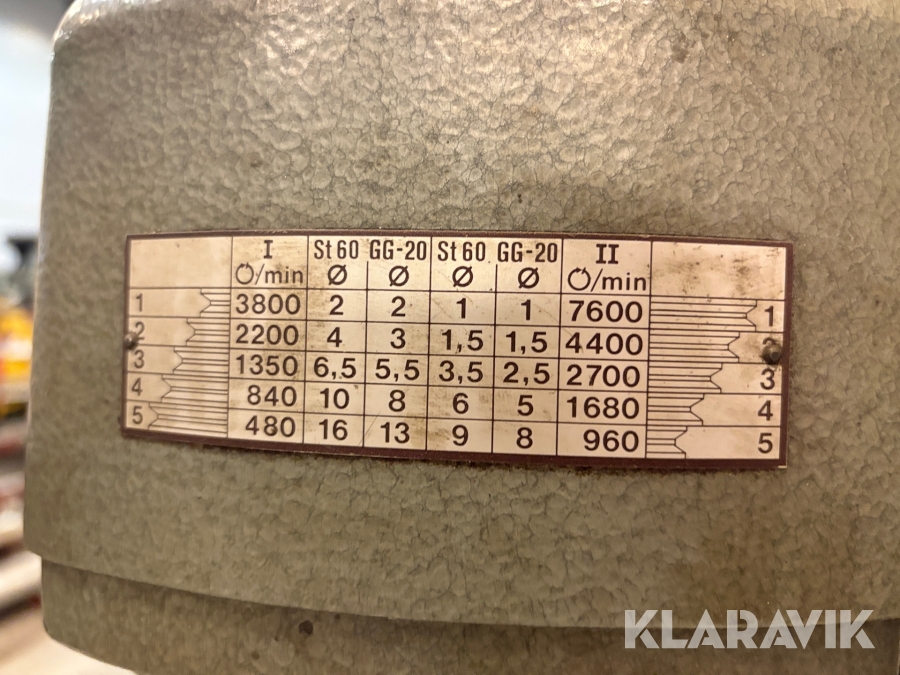 I St 60 GG-20 St 60 GG-20 II
↻/min Ø Ø Ø Ø ↻/min
1 3800 2 2 1 1 7600 1
2 2200 4 3 1,5 1,5 4400 2
3 1350 6,5 5,5 3,5 2,5 2700 3
4 840 10 8 6 5 1680 4
5 480 16 13 9 8 960 5
KLARAVIK